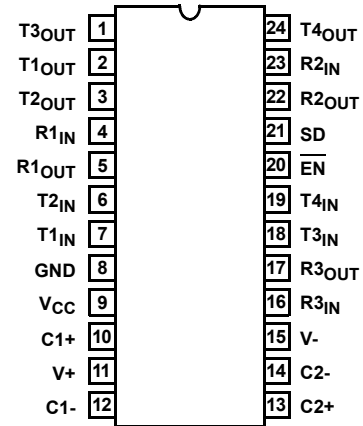 T3OUT 1 24 T4OUT
T1OUT 2 23 R2IN
T2OUT 3 22 R2OUT
R1IN 4 21 SD
R1OUT 5 20 E̅N̅
T2IN 6 19 T4IN
T1IN 7 18 T3IN
GND 8 17 R3OUT
VCC 9 16 R3IN
C1+ 10 15 V-
V+ 11 14 C2-
C1- 12 13 C2+